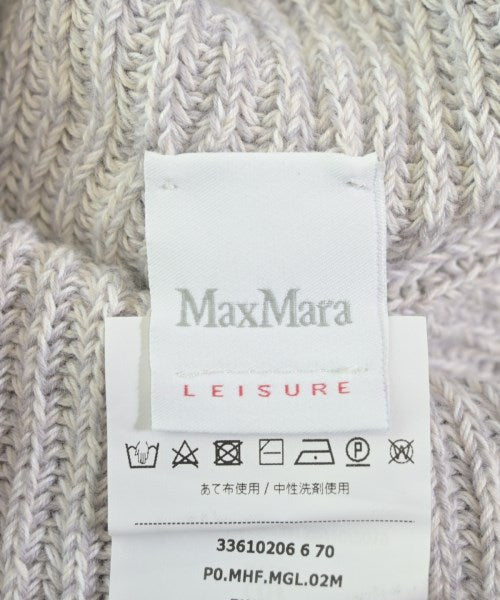 MaxMara
LEISURE
あて布使用 / 中性洗剤使用
33610206 6 70
P0.MHF.MGL.02M